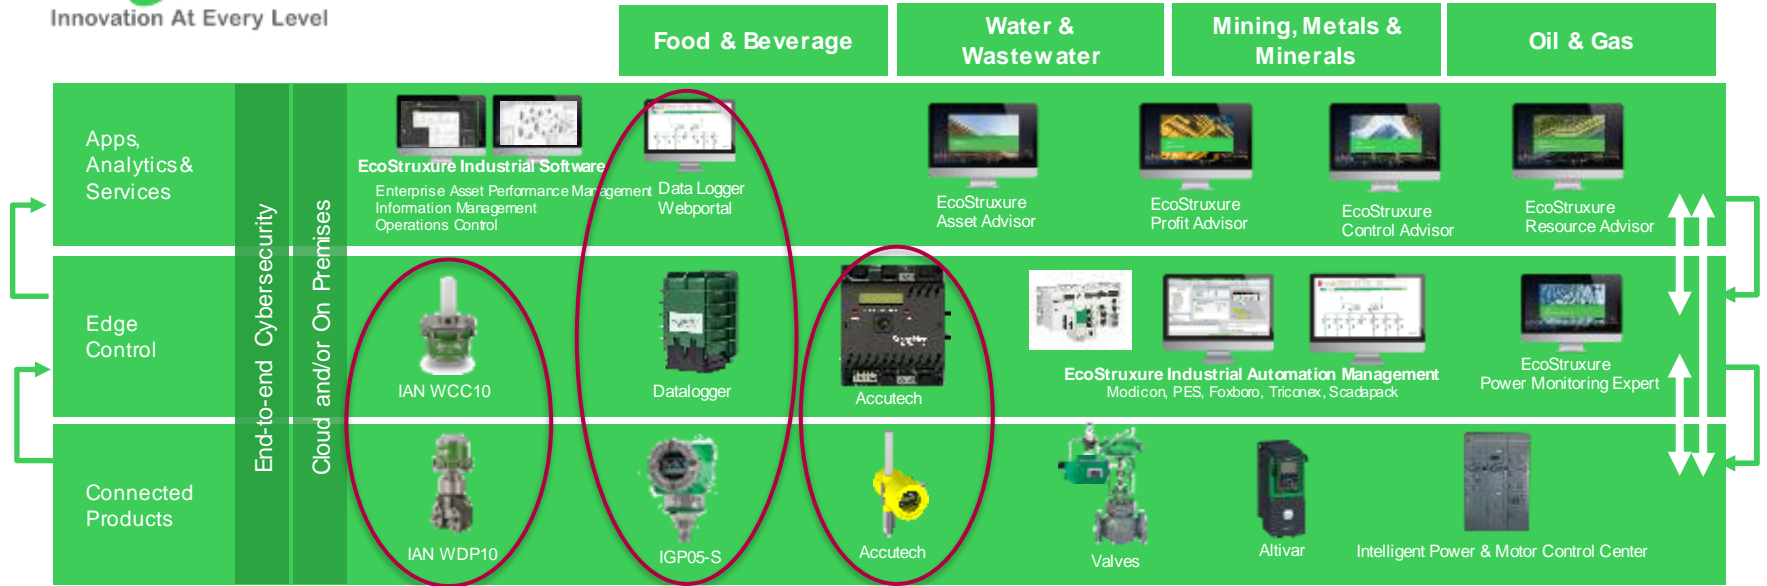 Innovation At Every Level
Food & Beverage
Water &
Wastewater
Mining, Metals &
Minerals
Oil & Gas
Apps,
Analytics &
Services
End-to-end Cybersecurity
Cloud and/or On Premises
EcoStruxure Industrial Software
Enterprise Asset Performance Management
Information Management
Operations Control
Data Logger
Webportal
EcoStruxure
Asset Advisor
EcoStruxure
Profit Advisor
EcoStruxure
Control Advisor
EcoStruxure
Resource Advisor
Edge
Control
IAN WCC10
Datalogger
Accutech
EcoStruxure Industrial Automation Management
Modicon, PES, Foxboro, Triconex, Scadapack
EcoStruxure
Power Monitoring Expert
Connected
Products
IAN WDP10
IGP05-S
Accutech
Valves
Altivar
Intelligent Power & Motor Control Center